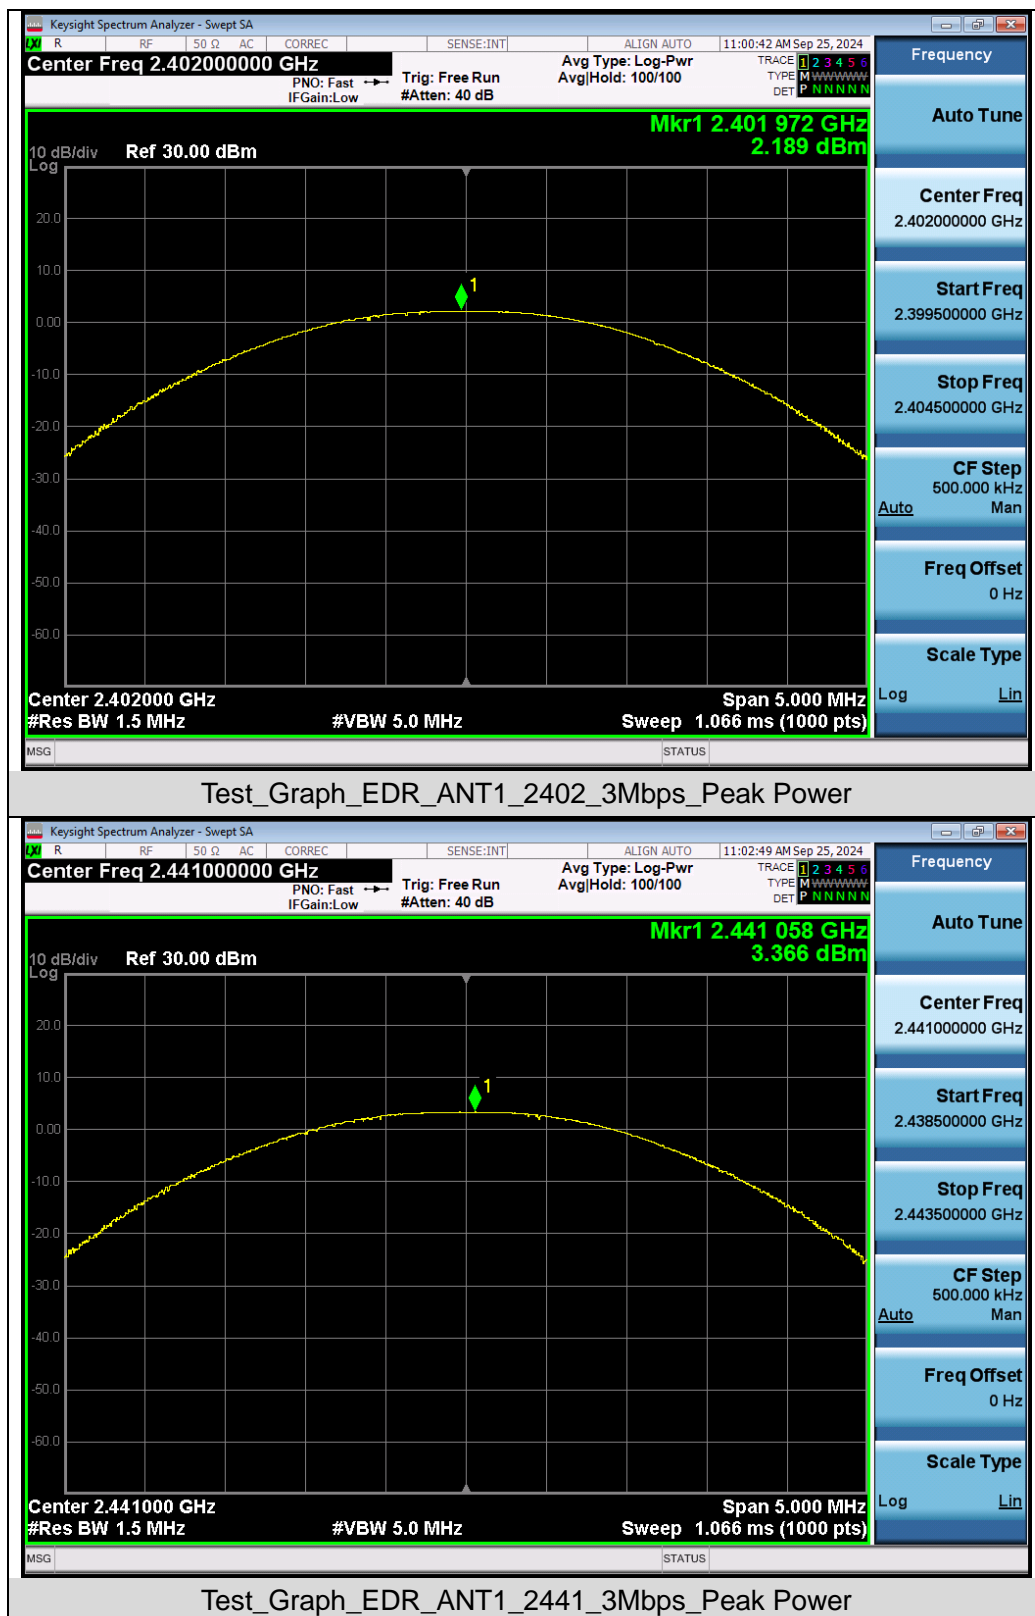 Keysight Spectrum Analyzer - Swept SA
LXI R RF 50 Ω AC CORREC SENSE:INT ALIGN AUTO 11:00:42 AM Sep 25, 2024
Center Freq 2.402000000 GHz
PNO: Fast
IFGain:Low
Trig: Free Run
#Atten: 40 dB
Avg Type: Log-Pwr
Avg|Hold: 100/100
TRACE 1 2 3 4 5 6
TYPE M WWWWW
DET P N N N N N
Mkr1 2.401 972 GHz
2.189 dBm
10 dB/div Ref 30.00 dBm
Log
20.0
10.0
1
0.00
-10.0
-20.0
-30.0
-40.0
-50.0
-60.0
Center 2.402000 GHz Span 5.000 MHz
#Res BW 1.5 MHz #VBW 5.0 MHz Sweep 1.066 ms (1000 pts)
MSG STATUS
Frequency
Auto Tune
Center Freq
2.402000000 GHz
Start Freq
2.399500000 GHz
Stop Freq
2.404500000 GHz
CF Step
500.000 kHz
Auto Man
Freq Offset
0 Hz
Scale Type
Log Lin
Test_Graph_EDR_ANT1_2402_3Mbps_Peak Power
Keysight Spectrum Analyzer - Swept SA
LXI R RF 50 Ω AC CORREC SENSE:INT ALIGN AUTO 11:02:49 AM Sep 25, 2024
Center Freq 2.441000000 GHz
PNO: Fast
IFGain:Low
Trig: Free Run
#Atten: 40 dB
Avg Type: Log-Pwr
Avg|Hold: 100/100
TRACE 1 2 3 4 5 6
TYPE M WWWWW
DET P N N N N N
Mkr1 2.441 058 GHz
3.366 dBm
10 dB/div Ref 30.00 dBm
Log
20.0
10.0
1
0.00
-10.0
-20.0
-30.0
-40.0
-50.0
-60.0
Center 2.441000 GHz Span 5.000 MHz
#Res BW 1.5 MHz #VBW 5.0 MHz Sweep 1.066 ms (1000 pts)
MSG STATUS
Frequency
Auto Tune
Center Freq
2.441000000 GHz
Start Freq
2.438500000 GHz
Stop Freq
2.443500000 GHz
CF Step
500.000 kHz
Auto Man
Freq Offset
0 Hz
Scale Type
Log Lin
Test_Graph_EDR_ANT1_2441_3Mbps_Peak Power